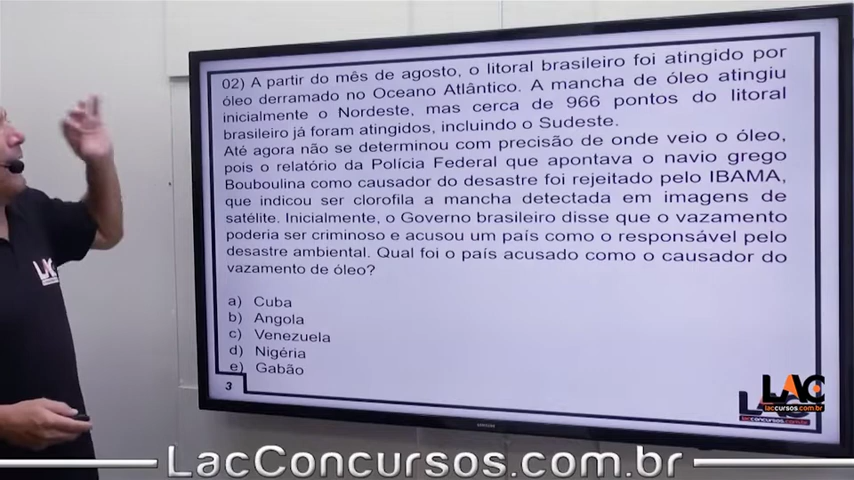 02) A partir do mês de agosto, o litoral brasileiro foi atingido por
óleo derramado no Oceano Atlântico. A mancha de óleo atingiu
inicialmente o Nordeste, mas cerca de 966 pontos do litoral
brasileiro já foram atingidos, incluindo o Sudeste.
Até agora não se determinou com precisão de onde veio o óleo,
pois o relatório da Polícia Federal que apontava o navio grego
Bouboulina como causador do desastre foi rejeitado pelo IBAMA,
que indicou ser clorofila a mancha detectada em imagens de
satélite. Inicialmente, o Governo brasileiro disse que o vazamento
poderia ser criminoso e acusou um país como o responsável pelo
desastre ambiental. Qual foi o país acusado como o causador do
vazamento de óleo?
a) Cuba
b) Angola
c) Venezuela
d) Nigéria
e) Gabão
3
LAC
laccursos.com.br
LAC
laccursos.com.br
LAC
SAMSUNG
LacConcursos.com.br